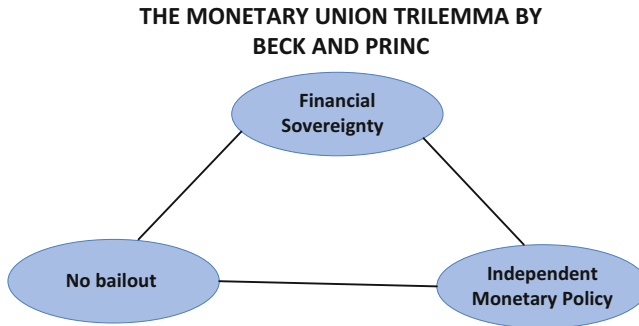 THE MONETARY UNION TRILEMMA BY
BECK AND PRINC
Financial
Sovereignty
No bailout
Independent
Monetary Policy